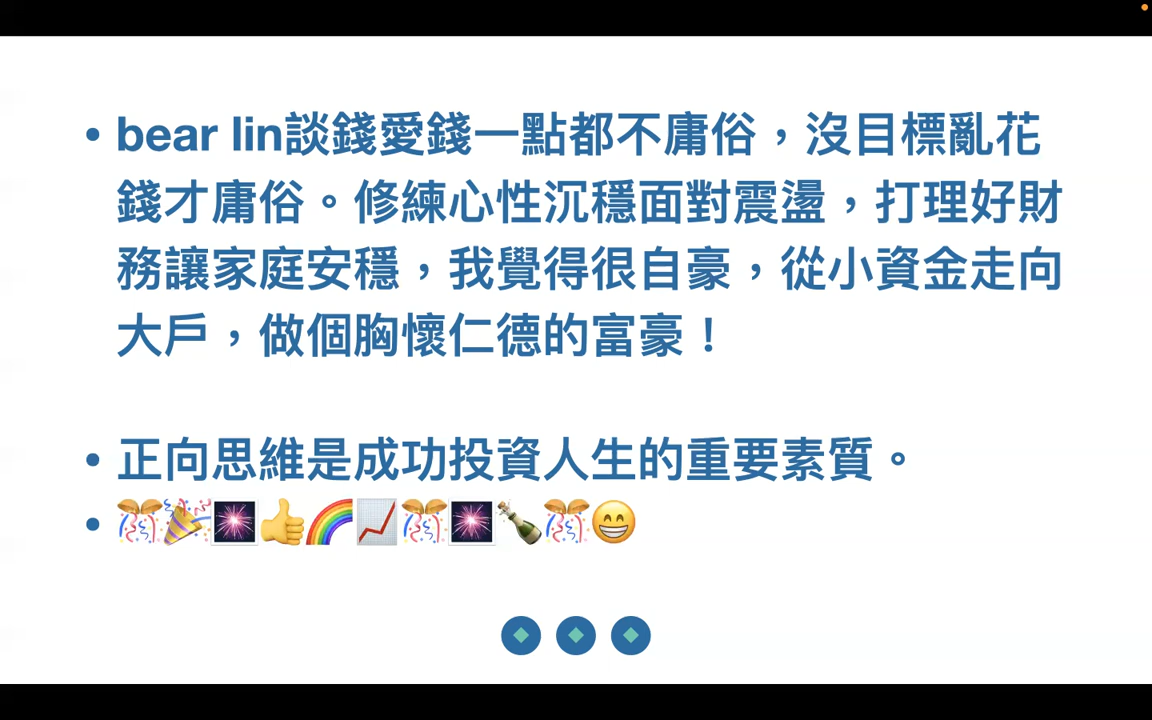 • bear lin談錢愛錢一點都不庸俗，沒目標亂花
錢才庸俗。修練心性沉穩面對震盪，打理好財
務讓家庭安穩，我覺得很自豪，從小資金走向
大戶，做個胸懷仁德的富豪！
• 正向思維是成功投資人生的重要素質。
• 🎊🎉🎆👍🌈📈🎊🎆🍾🎊😁